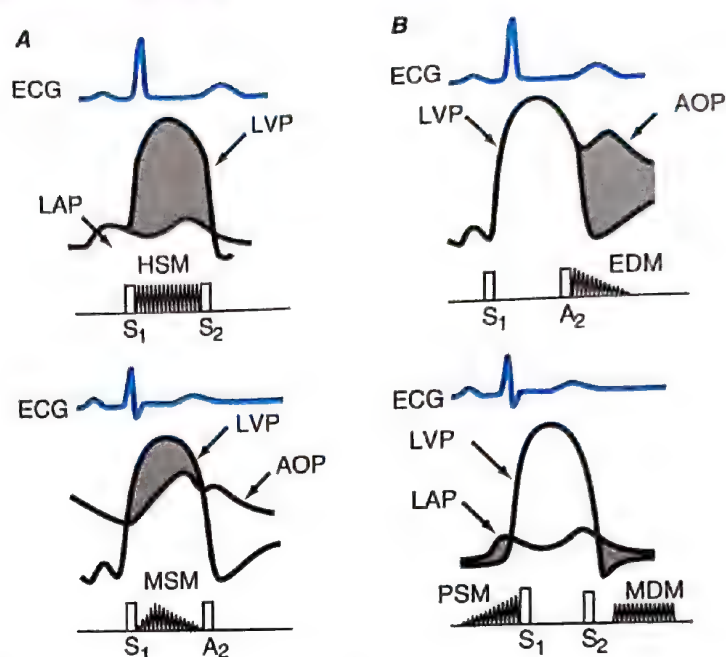 A
ECG
LVP
LAP
HSM
S1 S2
ECG
LVP
AOP
MSM
S1 A2
B
ECG
LVP
AOP
EDM
S1 A2
ECG
LVP
LAP
PSM MDM
S1 S2